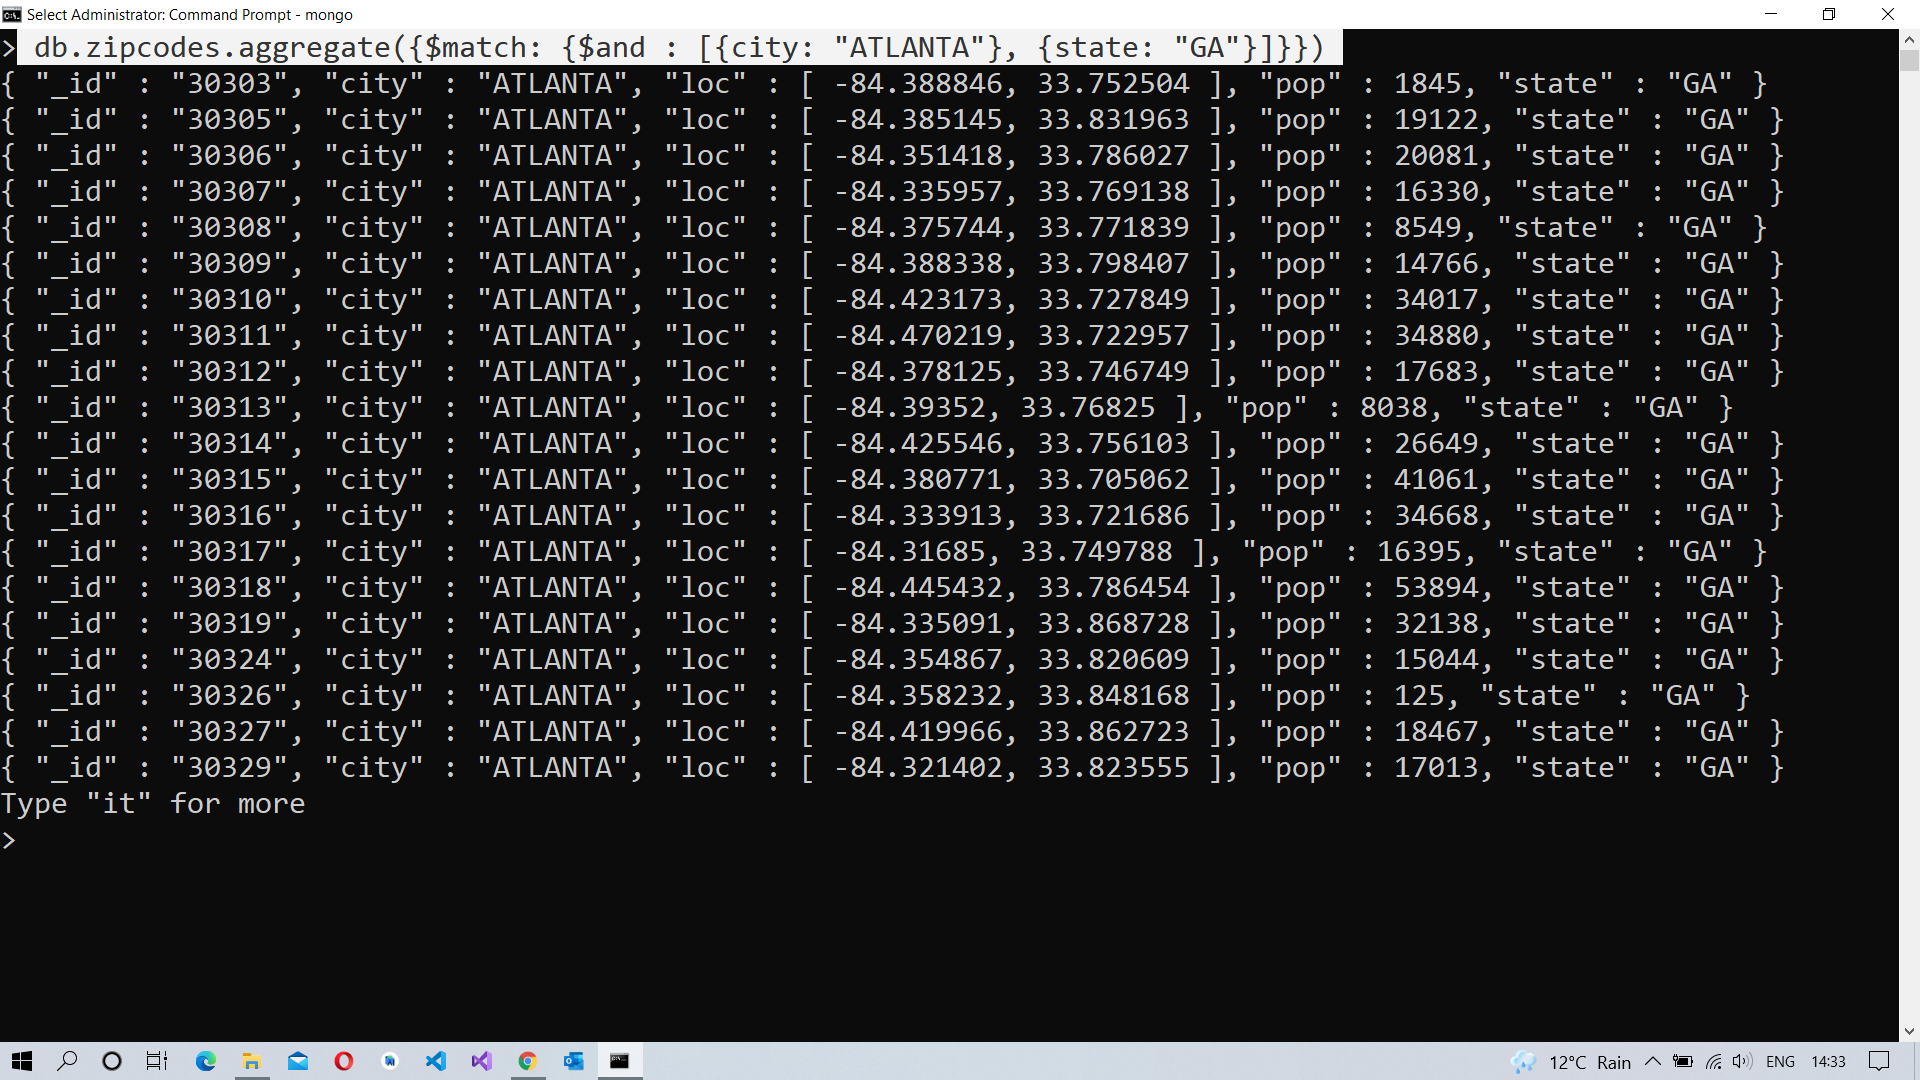 Select Administrator: Command Prompt - mongo
> db.zipcodes.aggregate({$match: {$and : [{city: "ATLANTA"}, {state: "GA"}]}})
{ "_id" : "30303", "city" : "ATLANTA", "loc" : [ -84.388846, 33.752504 ], "pop" : 1845, "state" : "GA" }
{ "_id" : "30305", "city" : "ATLANTA", "loc" : [ -84.385145, 33.831963 ], "pop" : 19122, "state" : "GA" }
{ "_id" : "30306", "city" : "ATLANTA", "loc" : [ -84.351418, 33.786027 ], "pop" : 20081, "state" : "GA" }
{ "_id" : "30307", "city" : "ATLANTA", "loc" : [ -84.335957, 33.769138 ], "pop" : 16330, "state" : "GA" }
{ "_id" : "30308", "city" : "ATLANTA", "loc" : [ -84.375744, 33.771839 ], "pop" : 8549, "state" : "GA" }
{ "_id" : "30309", "city" : "ATLANTA", "loc" : [ -84.388338, 33.798407 ], "pop" : 14766, "state" : "GA" }
{ "_id" : "30310", "city" : "ATLANTA", "loc" : [ -84.423173, 33.727849 ], "pop" : 34017, "state" : "GA" }
{ "_id" : "30311", "city" : "ATLANTA", "loc" : [ -84.470219, 33.722957 ], "pop" : 34880, "state" : "GA" }
{ "_id" : "30312", "city" : "ATLANTA", "loc" : [ -84.378125, 33.746749 ], "pop" : 17683, "state" : "GA" }
{ "_id" : "30313", "city" : "ATLANTA", "loc" : [ -84.39352, 33.76825 ], "pop" : 8038, "state" : "GA" }
{ "_id" : "30314", "city" : "ATLANTA", "loc" : [ -84.425546, 33.756103 ], "pop" : 26649, "state" : "GA" }
{ "_id" : "30315", "city" : "ATLANTA", "loc" : [ -84.380771, 33.705062 ], "pop" : 41061, "state" : "GA" }
{ "_id" : "30316", "city" : "ATLANTA", "loc" : [ -84.333913, 33.721686 ], "pop" : 34668, "state" : "GA" }
{ "_id" : "30317", "city" : "ATLANTA", "loc" : [ -84.31685, 33.749788 ], "pop" : 16395, "state" : "GA" }
{ "_id" : "30318", "city" : "ATLANTA", "loc" : [ -84.445432, 33.786454 ], "pop" : 53894, "state" : "GA" }
{ "_id" : "30319", "city" : "ATLANTA", "loc" : [ -84.335091, 33.868728 ], "pop" : 32138, "state" : "GA" }
{ "_id" : "30324", "city" : "ATLANTA", "loc" : [ -84.354867, 33.820609 ], "pop" : 15044, "state" : "GA" }
{ "_id" : "30326", "city" : "ATLANTA", "loc" : [ -84.358232, 33.848168 ], "pop" : 125, "state" : "GA" }
{ "_id" : "30327", "city" : "ATLANTA", "loc" : [ -84.419966, 33.862723 ], "pop" : 18467, "state" : "GA" }
{ "_id" : "30329", "city" : "ATLANTA", "loc" : [ -84.321402, 33.823555 ], "pop" : 17013, "state" : "GA" }
Type "it" for more
>
12°C Rain ENG 14:33